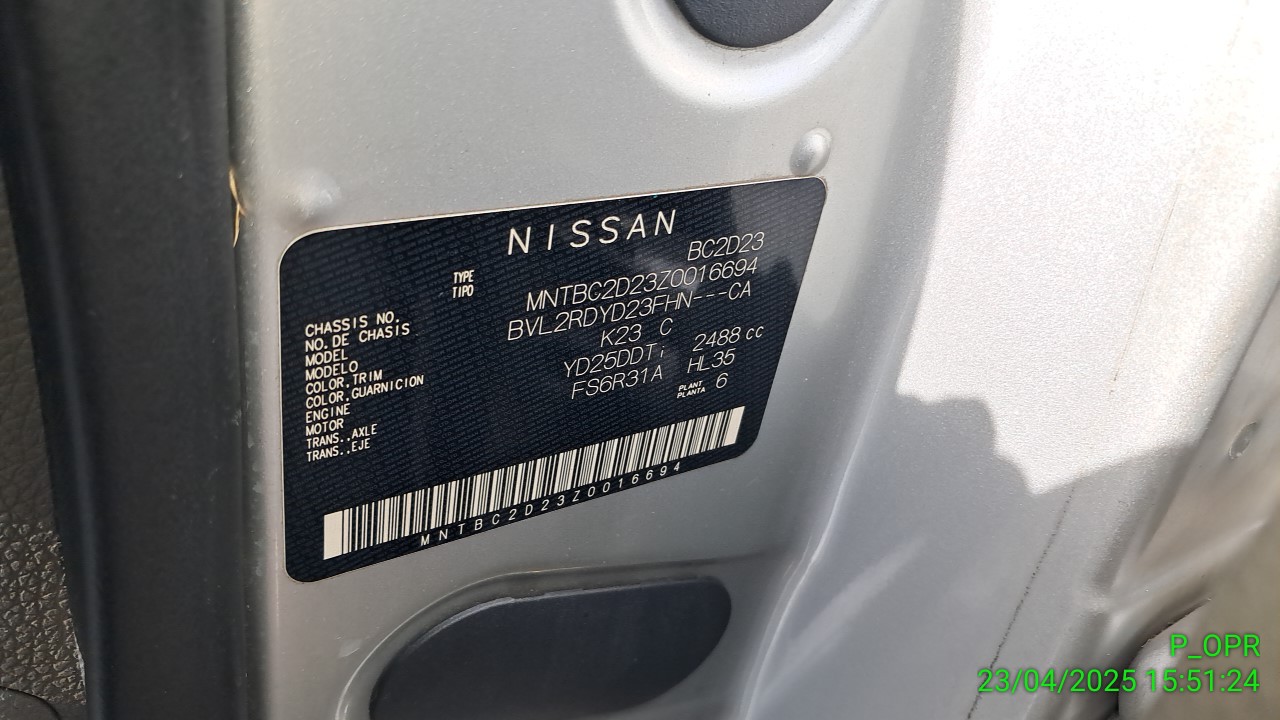 NISSAN
TYPE BC2D23
TIPO
CHASSIS NO. MNTBC2D23Z0016694
NO.DE CHASIS
MODEL BVL2RDYD23FHN---CA
MODELO
COLOR,TRIM K23 C
COLOR,GUARNICION
ENGINE YD25DDTi 2488 cc
MOTOR
TRANS.,AXLE FS6R31A HL35
TRANS.,EJE
PLANT 6
PLANTA
MNTBC2D23Z0016694
P_OPR
23/04/2025 15:51:24